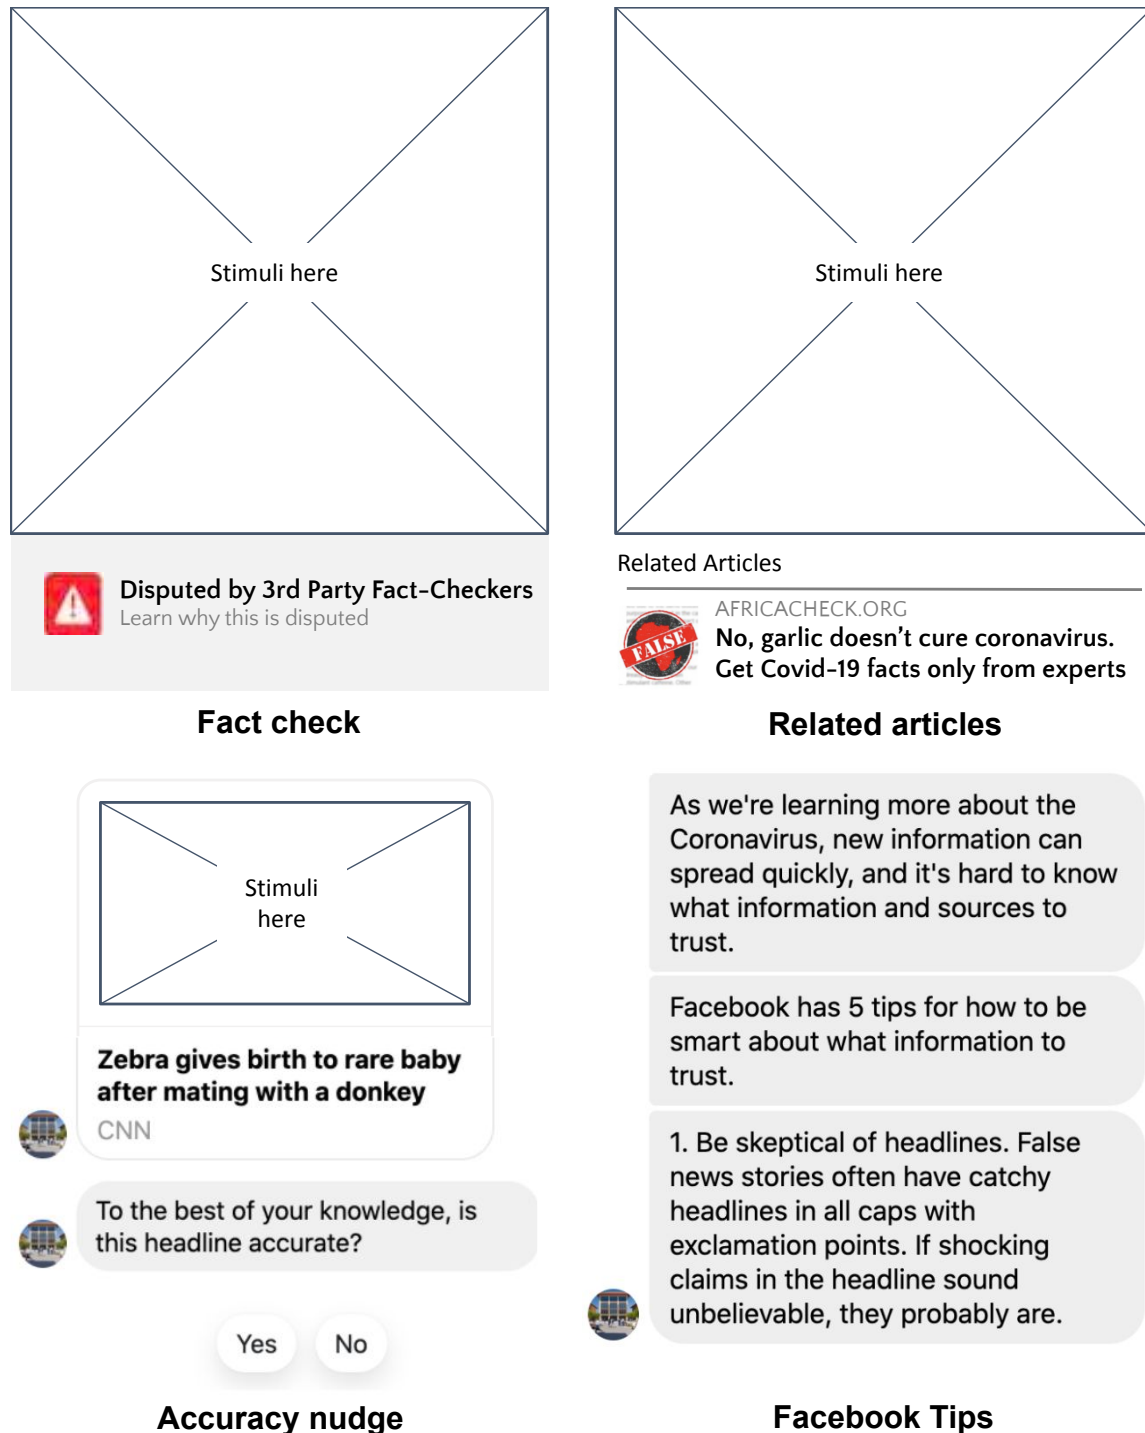 Stimuli here
Disputed by 3rd Party Fact-Checkers
Learn why this is disputed
Fact check
Stimuli here
Related Articles
FALSE
AFRICACHECK.ORG
No, garlic doesn't cure coronavirus.
Get Covid-19 facts only from experts
Related articles
Stimuli
here
Zebra gives birth to rare baby
after mating with a donkey
CNN
To the best of your knowledge, is
this headline accurate?
Yes No
Accuracy nudge
As we're learning more about the
Coronavirus, new information can
spread quickly, and it's hard to know
what information and sources to
trust.
Facebook has 5 tips for how to be
smart about what information to
trust.
1. Be skeptical of headlines. False
news stories often have catchy
headlines in all caps with
exclamation points. If shocking
claims in the headline sound
unbelievable, they probably are.
Facebook Tips